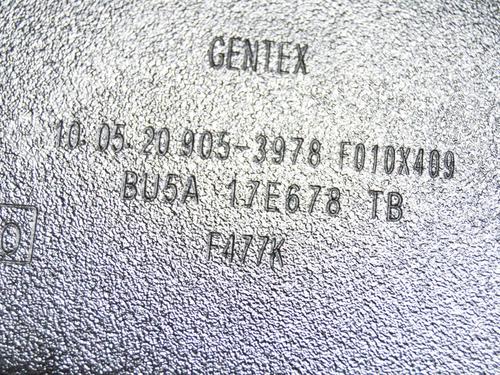 GENTEX
10.05.20 905-3978 F010X409
BU5A 17E678 TB
F477K